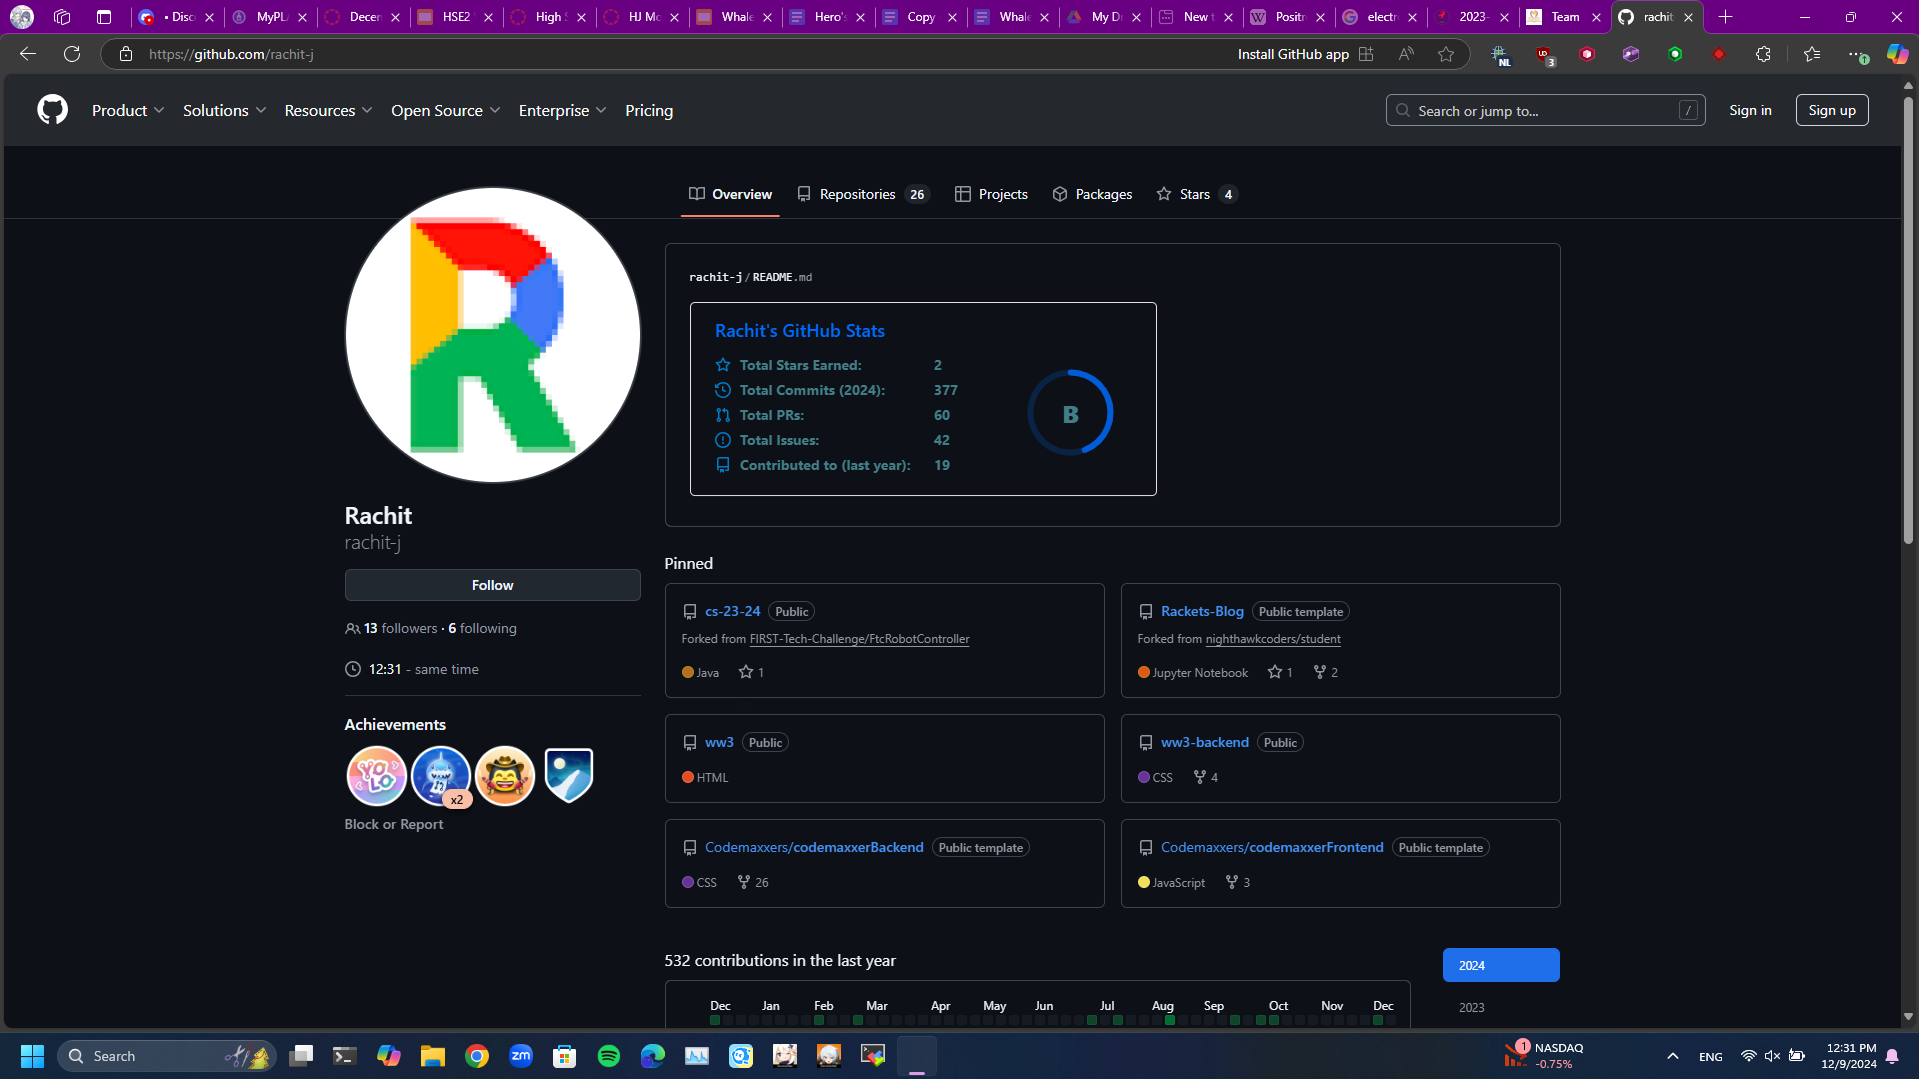 • Disc
MyPL
Decen
HSE2
High S
HJ Mo
Whale
Hero's
Copy
Whale
My Dr
New t
Positr
electr
2023-
Team
rachit
https://github.com/rachit-j
Install GitHub app
NL
3
Product
Solutions
Resources
Open Source
Enterprise
Pricing
Search or jump to...
/
Sign in
Sign up
Overview
Repositories 26
Projects
Packages
Stars 4
rachit-j/README.md
Rachit's GitHub Stats
Total Stars Earned: 2
Total Commits (2024): 377
Total PRs: 60
Total Issues: 42
Contributed to (last year): 19
B
Rachit
rachit-j
Follow
13 followers · 6 following
12:31 - same time
Achievements
YOLO
x2
Block or Report
Pinned
cs-23-24 Public
Forked from FIRST-Tech-Challenge/FtcRobotController
Java 1
Rackets-Blog Public template
Forked from nighthawkcoders/student
Jupyter Notebook 1 2
ww3 Public
HTML
ww3-backend Public
CSS 4
Codemaxxers/codemaxxerBackend Public template
CSS 26
Codemaxxers/codemaxxerFrontend Public template
JavaScript 3
532 contributions in the last year
2024
2023
Dec Jan Feb Mar Apr May Jun Jul Aug Sep Oct Nov Dec
Search
zm
1
NASDAQ
-0.75%
ENG
12:31 PM
12/9/2024